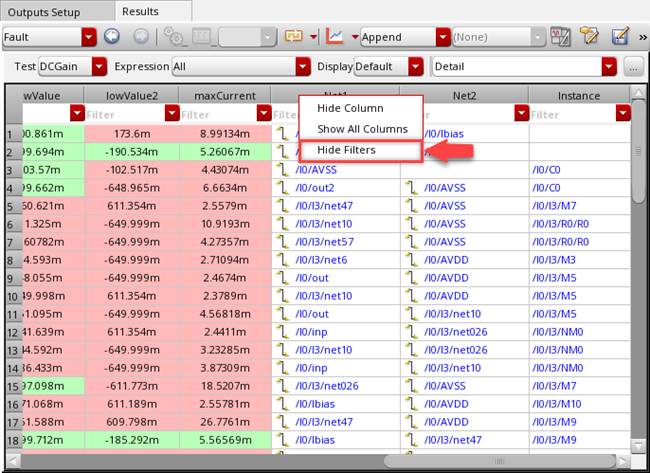 Outputs Setup Results
Fault Append (None) »
Test DCGain Expression All Display Default Detail ...
wValue lowValue2 maxCurrent Net2 Instance
Filter Filter Filter Filter
Hide Column
Show All Columns
Hide Filters
1 00.861m 173.6m 8.99134m /I0/Ibias
2 99.694m -190.534m 5.26067m
3 03.57m -102.517m 4.43074m /I0/AVSS /I0/C0
4 99.662m -648.965m 6.6634m /I0/out2 /I0/AVSS /I0/C0
5 60.621m 611.354m 2.5579m /I0/I3/net47 /I0/AVSS /I0/I3/M7
6 1.325m -649.999m 10.9193m /I0/I3/net10 /I0/AVSS /I0/I3/R0/R0
7 60782m -649.999m 4.27357m /I0/I3/net57 /I0/AVSS /I0/I3/R0/R0
8 4.593m -649.999m 2.71094m /I0/I3/net6 /I0/AVDD /I0/I3/M3
9 8.055m -649.999m 2.4674m /I0/out /I0/AVDD /I0/I3/M5
10 49.998m 611.354m 2.3789m /I0/I3/net10 /I0/AVDD /I0/I3/M5
11 51.095m -649.999m 4.56818m /I0/out /I0/I3/net10 /I0/I3/M5
12 41.639m 611.354m 2.4411m /I0/inp /I0/I3/net026 /I0/I3/NM0
13 44.592m -649.999m 3.23285m /I0/I3/net10 /I0/I3/net026 /I0/I3/NM0
14 36.433m -649.999m 3.87309m /I0/inp /I0/I3/net10 /I0/I3/NM0
15 97.098m -611.773m 18.5207m /I0/I3/net026 /I0/AVSS /I0/I3/M7
16 71.068m 611.189m 2.55781m /I0/Ibias /I0/AVDD /I0/I3/M10
17 51.588m 609.798m 26.7761m /I0/I3/net47 /I0/AVDD /I0/I3/M9
18 99.712m -185.292m 5.56569m /I0/Ibias /I0/I3/net47 /I0/I3/M9